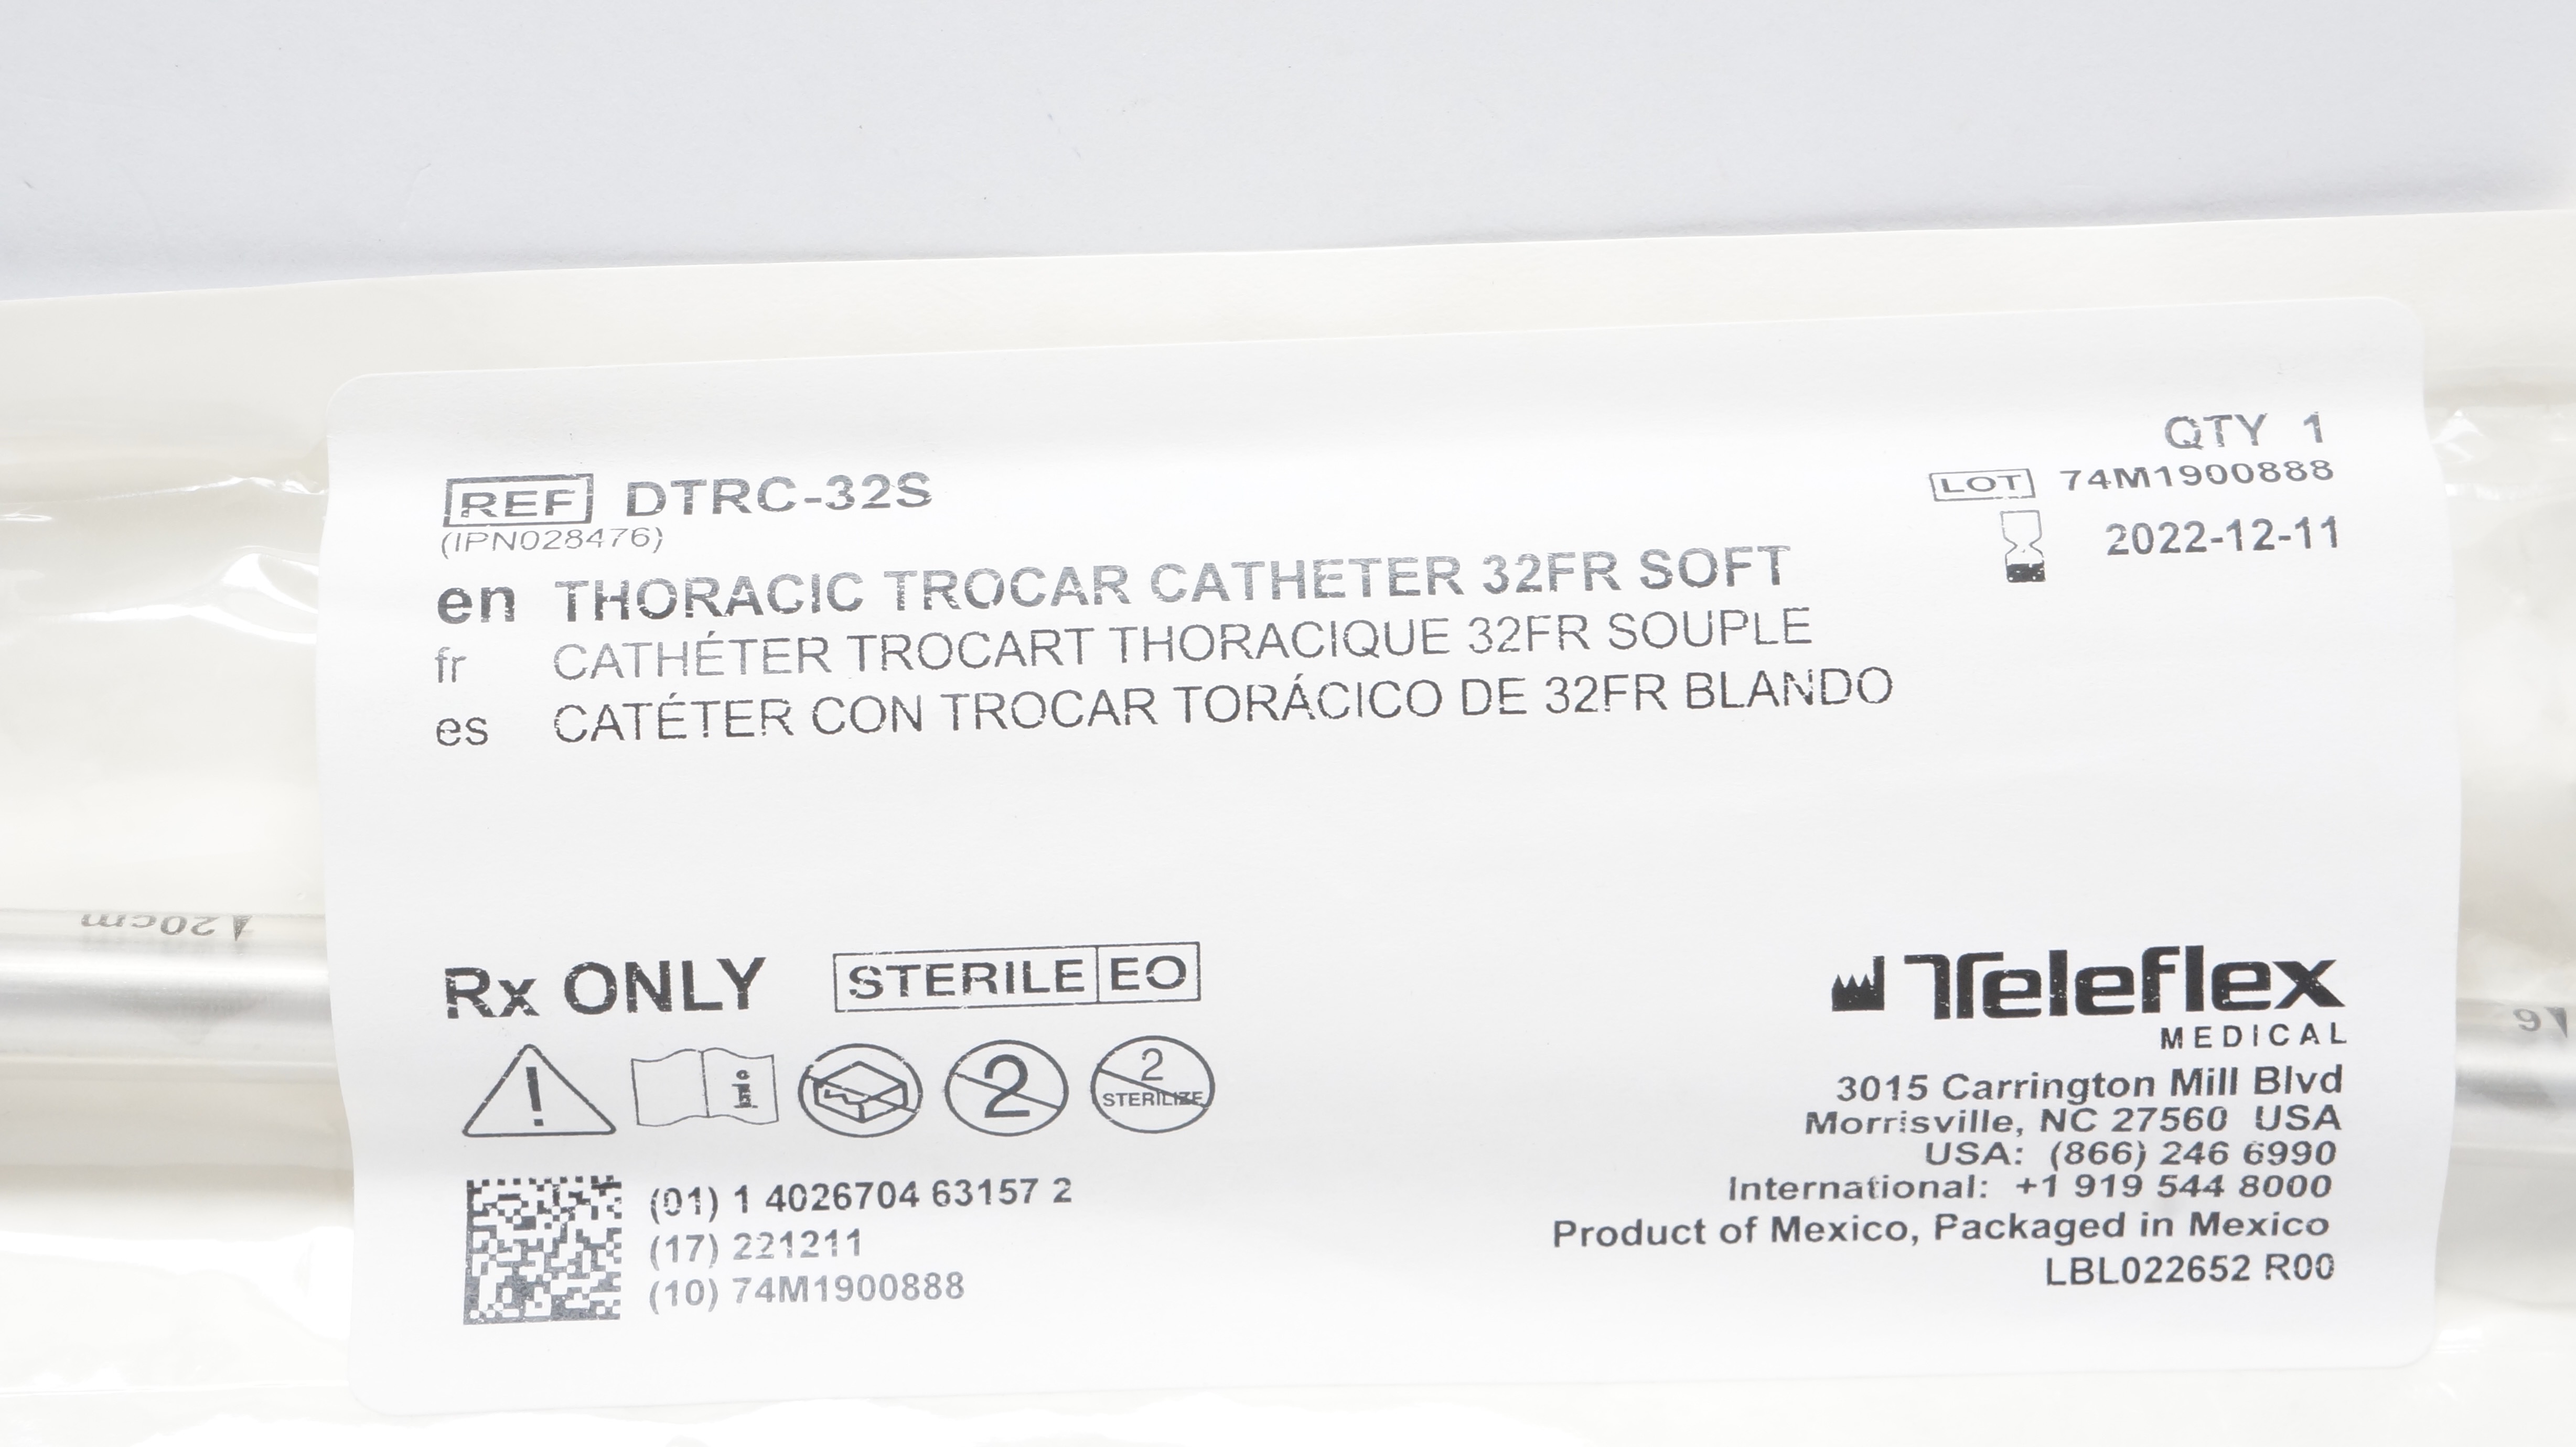 QTY 1
REF DTRC-32S
LOT 74M1900888
(IPN028476)
2022-12-11
en THORACIC TROCAR CATHETER 32FR SOFT
fr CATHÉTER TROCART THORACIQUE 32FR SOUPLE
es CATÉTER CON TROCAR TORÁCICO DE 32FR BLANDO
20cm
Rx ONLY STERILE EO
! i 2 2 STERILIZE
Teleflex
MEDICAL
3015 Carrington Mill Blvd
Morrisville, NC 27560 USA
USA: (866) 246 6990
International: +1 919 544 8000
Product of Mexico, Packaged in Mexico
LBL022652 R00
(01) 1 4026704 63157 2
(17) 221211
(10) 74M1900888